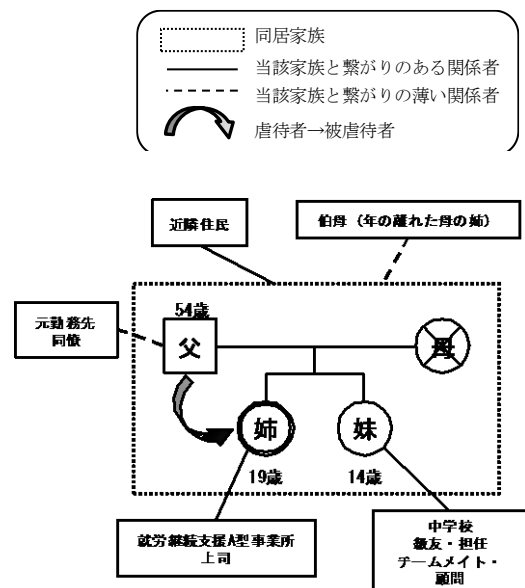 同居家族
当該家族と繋がりのある関係者
当該家族と繋がりの薄い関係者
虐待者→被虐待者
近隣住民
伯母（年の離れた母の姉）
元勤務先
同僚
54歳
父
母
姉
妹
19歳
14歳
就労継続支援A型事業所
上司
中学校
級友・担任
チームメイト・
顧問